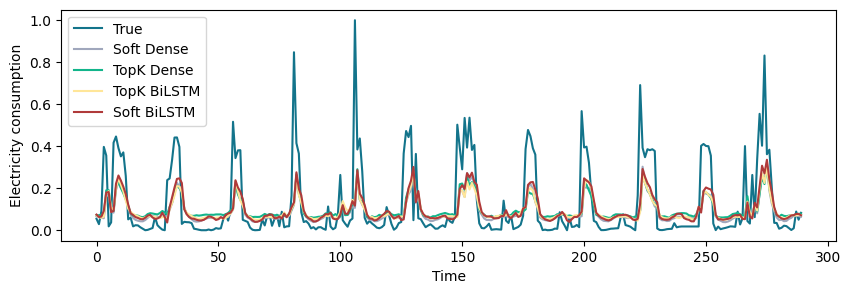 1.0
0.8
0.6
0.4
0.2
0.0
Electricity consumption
True
Soft Dense
TopK Dense
TopK BiLSTM
Soft BiLSTM
0
50
100
150
200
250
300
Time